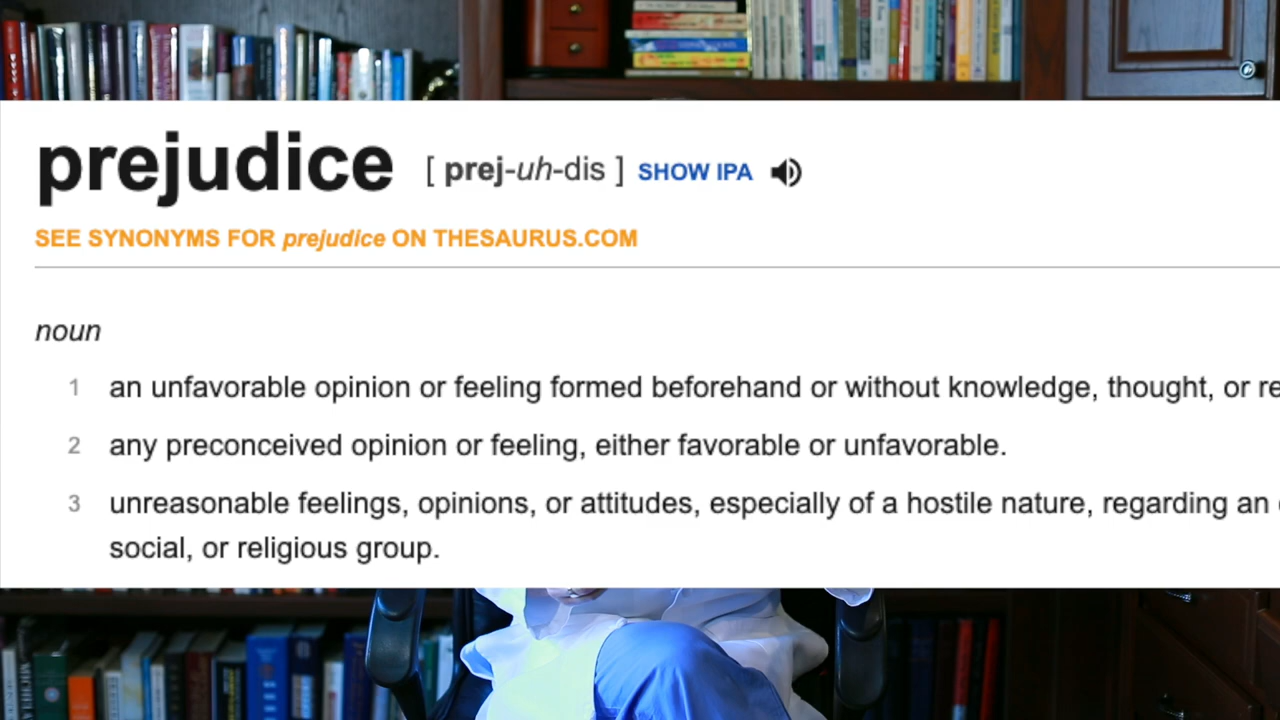 prejudice [ prej-uh-dis ] SHOW IPA
SEE SYNONYMS FOR prejudice ON THESAURUS.COM
noun
1 an unfavorable opinion or feeling formed beforehand or without knowledge, thought, or re
2 any preconceived opinion or feeling, either favorable or unfavorable.
3 unreasonable feelings, opinions, or attitudes, especially of a hostile nature, regarding an
social, or religious group.